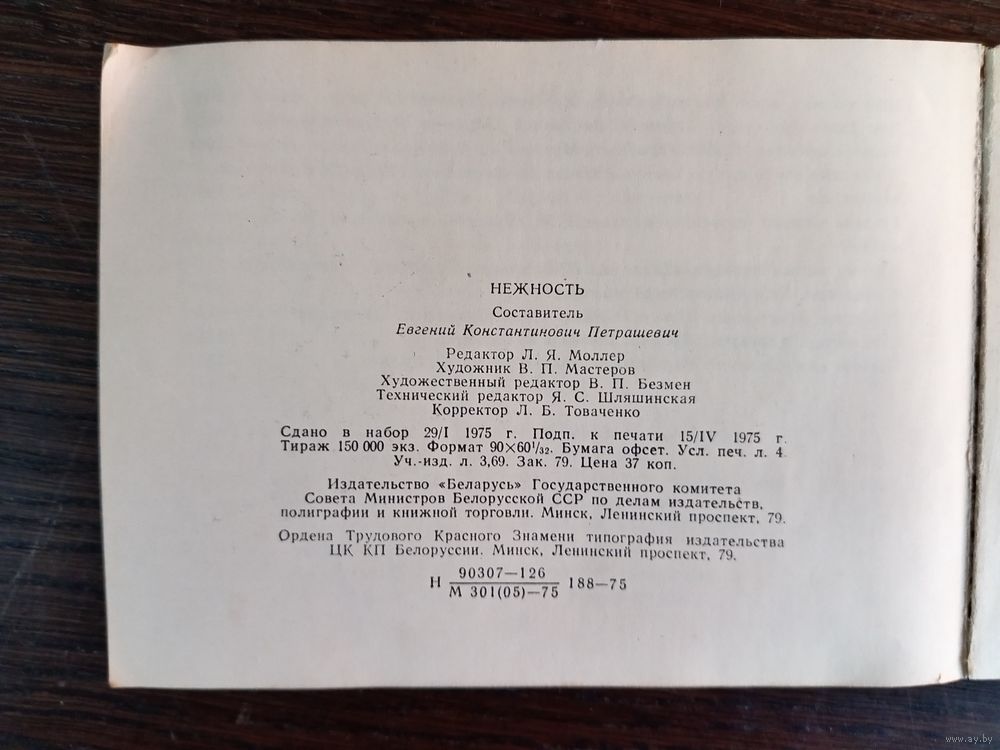 НЕЖНОСТЬ
Составитель
Евгений Константинович Петрашевич
Редактор Л. Я. Моллер
Художник В. П. Мастеров
Художественный редактор В. П. Безмен
Технический редактор Я. С. Шляшинская
Корректор Л. Б. Товаченко
Сдано в набор 29/I 1975 г. Подп. к печати 15/IV 1975 г.
Тираж 150 000 экз. Формат 90×60¹/₃₂. Бумага офсет. Усл. печ. л. 4.
Уч.-изд. л. 3,69. Зак. 79. Цена 37 коп.
Издательство «Беларусь» Государственного комитета
Совета Министров Белорусской ССР по делам издательств,
полиграфии и книжной торговли. Минск, Ленинский проспект, 79.
Ордена Трудового Красного Знамени типография издательства
ЦК КП Белоруссии. Минск, Ленинский проспект, 79.
Н 90307—126 188—75
М 301(05)—75
www.ay.by